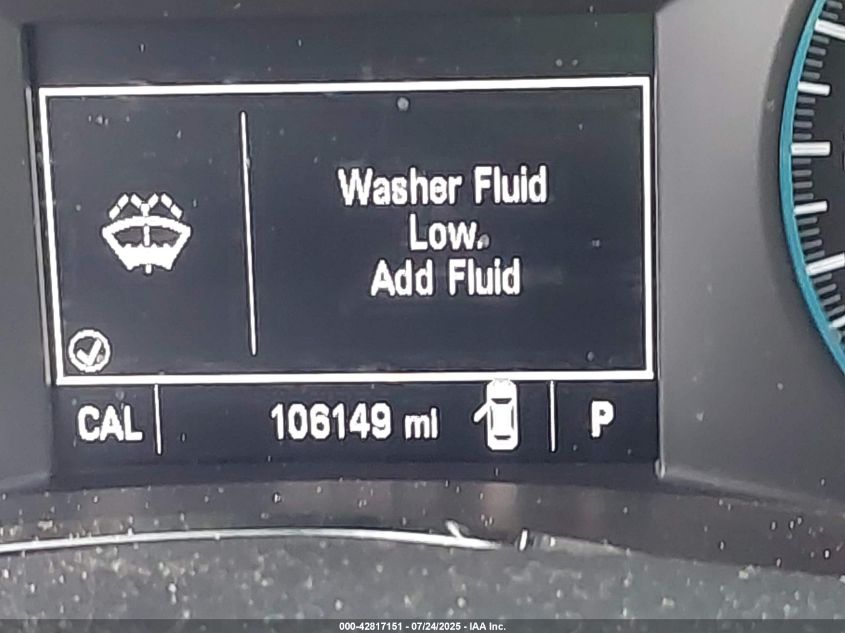 Washer Fluid
Low.
Add Fluid
CAL 106149 mi P
000-42817151 - 07/24/2025 - IAA Inc.